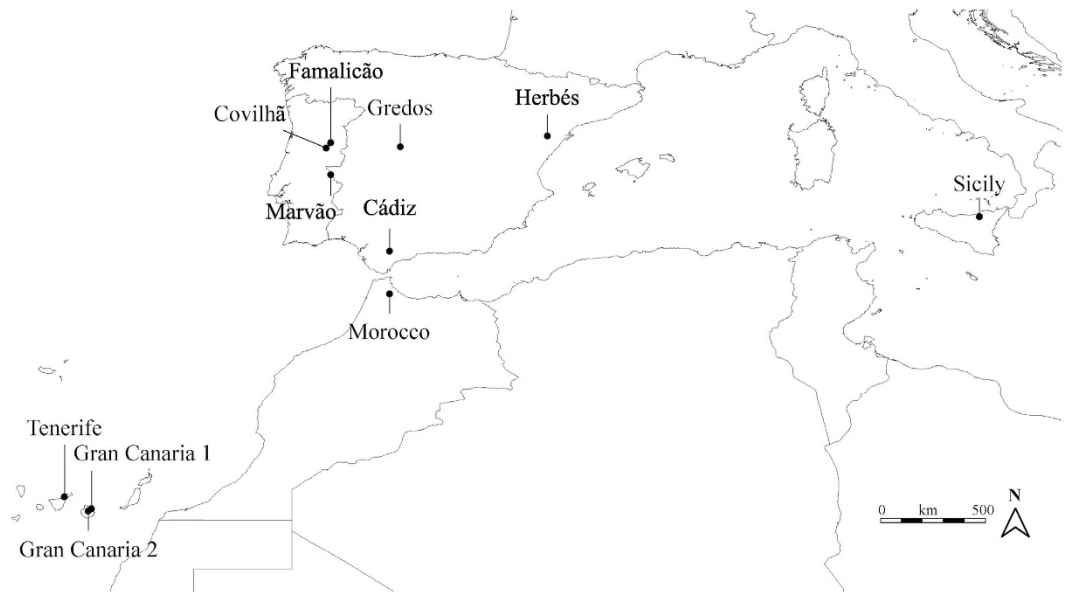 Famalicão
Covilhã
Gredos
Herbés
Marvão
Cádiz
Sicily
Morocco
Tenerife
Gran Canaria 1
Gran Canaria 2
N
0 km 500